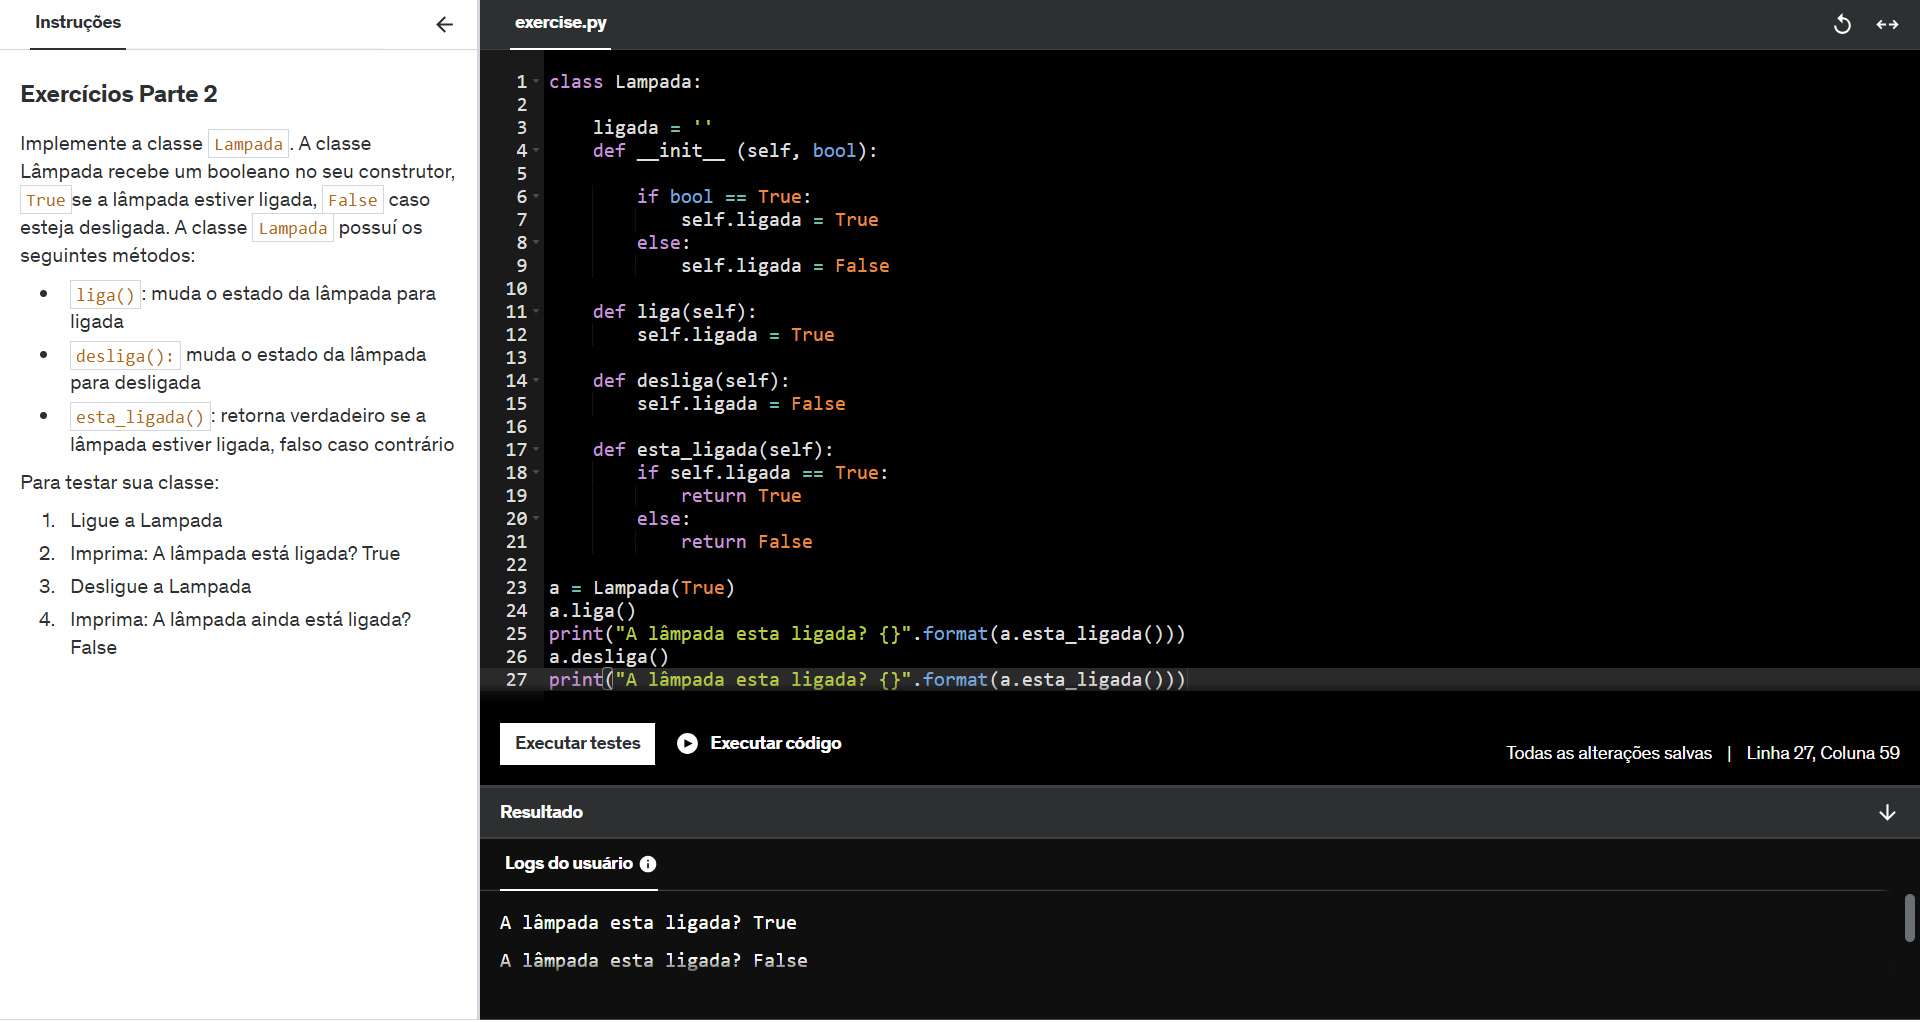 Instruções
Exercícios Parte 2
Implemente a classe Lampada. A classe
Lâmpada recebe um booleano no seu construtor,
True se a lâmpada estiver ligada, False caso
esteja desligada. A classe Lampada possuí os
seguintes métodos:
liga(): muda o estado da lâmpada para
ligada
desliga(): muda o estado da lâmpada
para desligada
esta_ligada(): retorna verdadeiro se a
lâmpada estiver ligada, falso caso contrário
Para testar sua classe:
1. Ligue a Lampada
2. Imprima: A lâmpada está ligada? True
3. Desligue a Lampada
4. Imprima: A lâmpada ainda está ligada?
False
exercise.py
1 class Lampada:
2
3     ligada = ''
4     def __init__ (self, bool):
5
6         if bool == True:
7             self.ligada = True
8         else:
9             self.ligada = False
10
11     def liga(self):
12         self.ligada = True
13
14     def desliga(self):
15         self.ligada = False
16
17     def esta_ligada(self):
18         if self.ligada == True:
19             return True
20         else:
21             return False
22
23 a = Lampada(True)
24 a.liga()
25 print("A lâmpada esta ligada? {}".format(a.esta_ligada()))
26 a.desliga()
27 print("A lâmpada esta ligada? {}".format(a.esta_ligada()))
Executar testes Executar código
Todas as alterações salvas | Linha 27, Coluna 59
Resultado
Logs do usuário
A lâmpada esta ligada? True
A lâmpada esta ligada? False